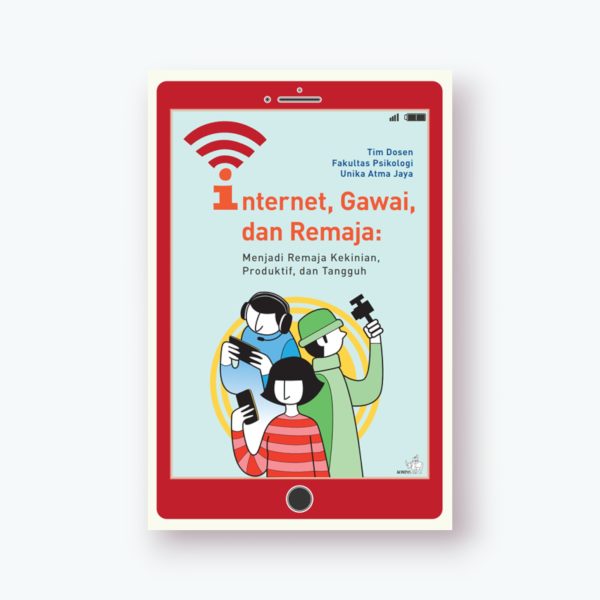 Tim Dosen
Fakultas Psikologi
Unika Atma Jaya
internet, Gawai,
dan Remaja:
Menjadi Remaja Kekinian,
Produktif, dan Tangguh